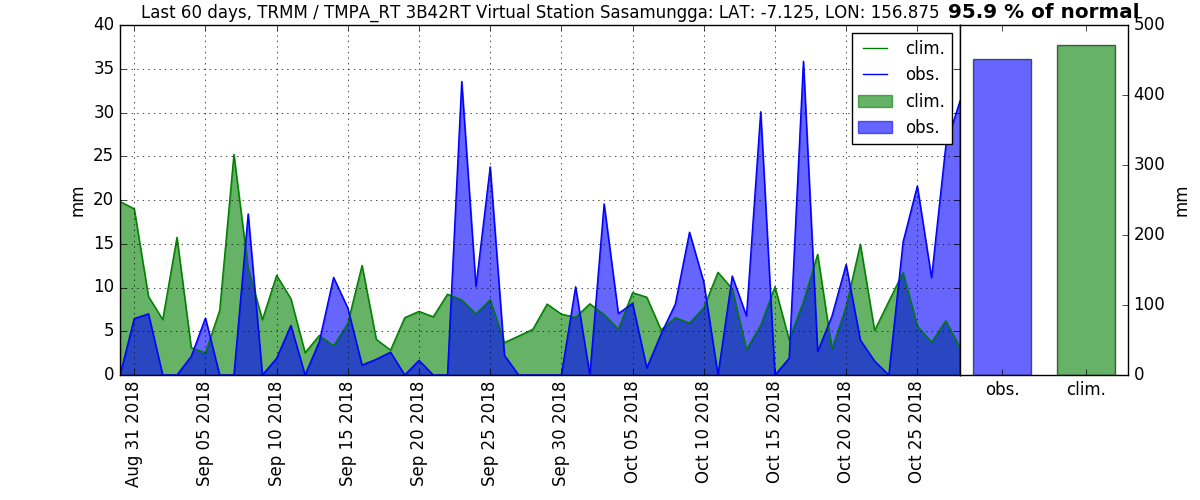 Last 60 days, TRMM / TMPA_RT 3B42RT Virtual Station Sasamungga: LAT: -7.125, LON: 156.875
95.9 % of normal
40
35
30
25
20
15
10
5
0
mm
clim.
obs.
clim.
obs.
Aug 31 2018
Sep 05 2018
Sep 10 2018
Sep 15 2018
Sep 20 2018
Sep 25 2018
Sep 30 2018
Oct 05 2018
Oct 10 2018
Oct 15 2018
Oct 20 2018
Oct 25 2018
500
400
300
200
100
0
mm
obs.
clim.